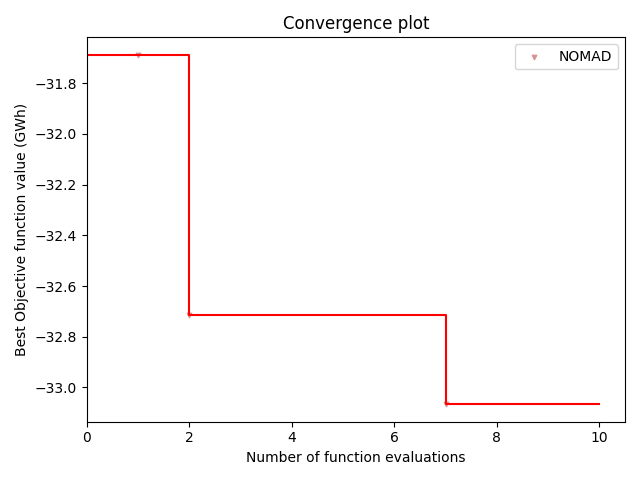 Convergence plot
NOMAD
Best Objective function value (GWh)
−31.8
−32.0
−32.2
−32.4
−32.6
−32.8
−33.0
0 2 4 6 8 10
Number of function evaluations